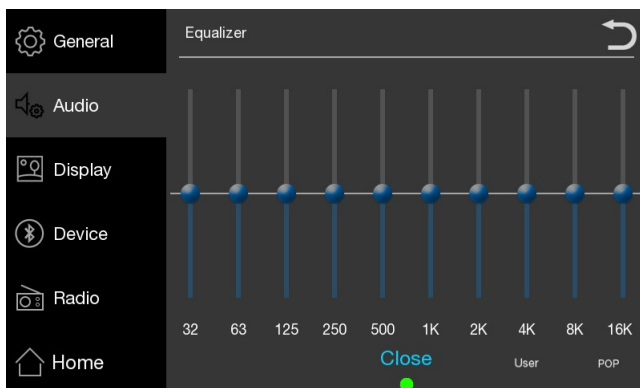 General
Audio
Display
Device
Radio
Home
Equalizer
32 63 125 250 500 1K 2K 4K 8K 16K
Close User POP